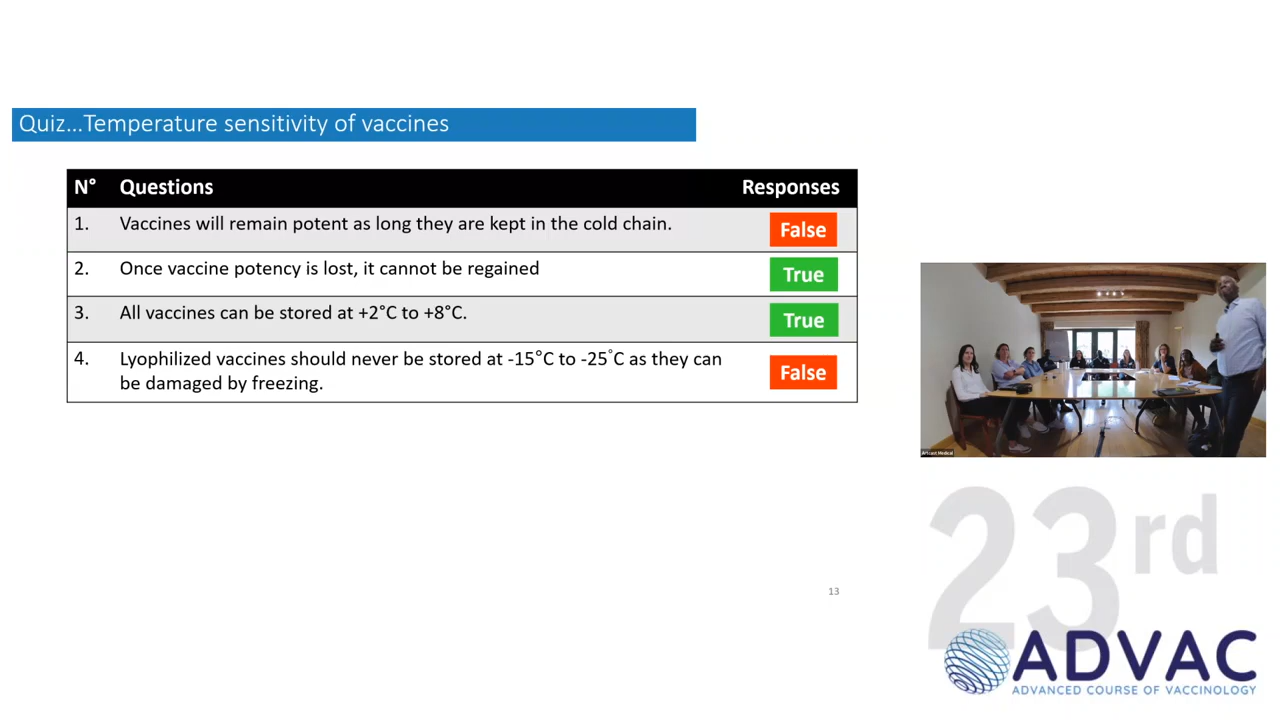 Quiz...Temperature sensitivity of vaccines
N° Questions Responses
1. Vaccines will remain potent as long they are kept in the cold chain. False
2. Once vaccine potency is lost, it cannot be regained True
3. All vaccines can be stored at +2°C to +8°C. True
4. Lyophilized vaccines should never be stored at -15°C to -25°C as they can
be damaged by freezing. False
Artcast Medical
13
23rd
ADVAC
ADVANCED COURSE OF VACCINOLOGY